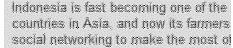 Indonesia is fast becoming one of the
countries in Asia, and now its farmers
social networking to make the most of